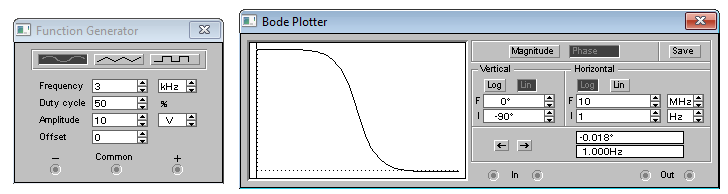 Function Generator
Frequency 3 kHz
Duty cycle 50 %
Amplitude 10 V
Offset 0
− Common +
Bode Plotter
Magnitude Phase Save
Vertical Horizontal
Log Lin Log Lin
F 0° F 10 MHz
I -90° I 1 Hz
← → -0.018°
1.000Hz
In Out